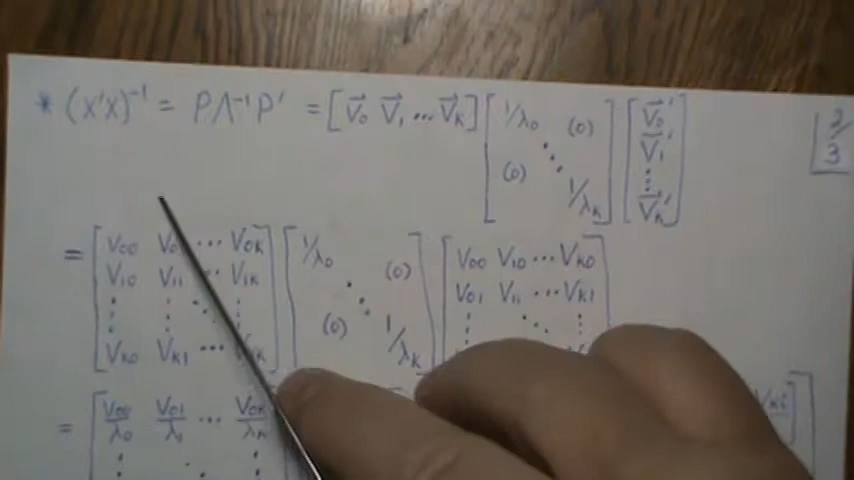 * (X'X)⁻¹ = PΛ⁻¹P' = [V⃗₀ V⃗₁ ... V⃗ₖ] [1/λ₀ (0) ⋱ (0) 1/λₖ] [V⃗₀' V⃗₁' ⋮ V⃗ₖ']
2/3
= [V₀₀ V₀ ... V₀ₖ] [1/λ₀ (0)] [V₀₀ V₁₀ ... Vₖ₀]
V₁₀ V₁₁ ... V₁ₖ ⋱ V₀₁ V₁₁ ... Vₖ₁
⋮ ⋮ ⋱ ⋮ (0) ⋮ ⋱ ⋮
Vₖ₀ Vₖ₁ ... 1/λₖ
= [V₀₀/λ₀ V₀₁/λ₁ ... V₀ₖ/λₖ
⋮ ⋱ ⋮